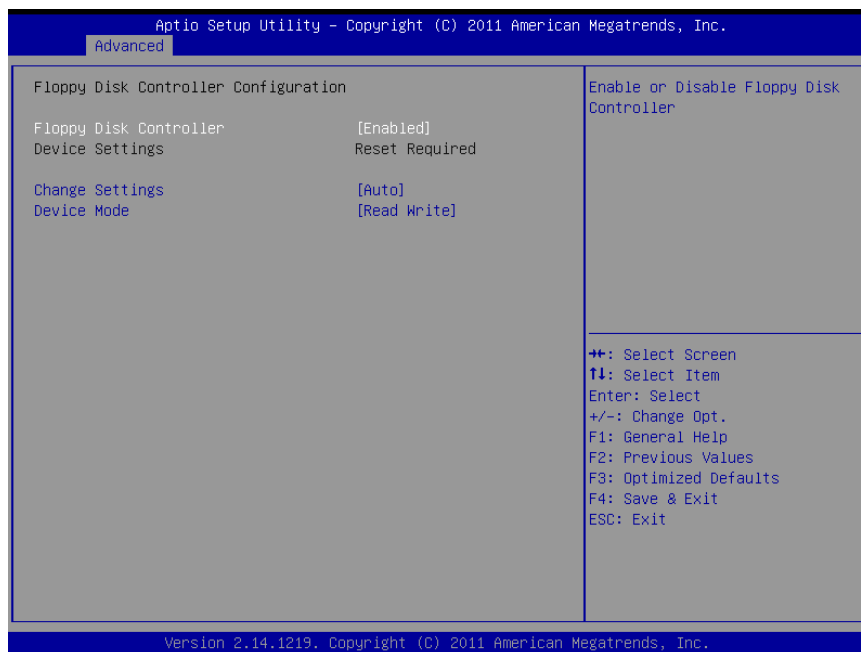 Aptio Setup Utility – Copyright (C) 2011 American Megatrends, Inc.
Advanced
Floppy Disk Controller Configuration
Floppy Disk Controller [Enabled]
Device Settings Reset Required
Change Settings [Auto]
Device Mode [Read Write]
Enable or Disable Floppy Disk
Controller
→←: Select Screen
↑↓: Select Item
Enter: Select
+/-: Change Opt.
F1: General Help
F2: Previous Values
F3: Optimized Defaults
F4: Save & Exit
ESC: Exit
Version 2.14.1219. Copyright (C) 2011 American Megatrends, Inc.